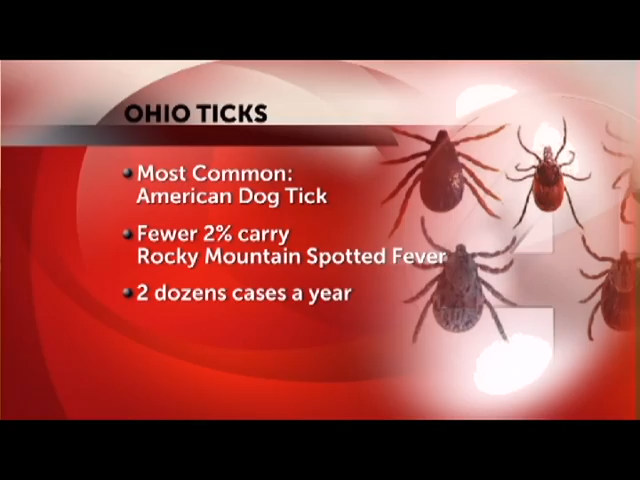 OHIO TICKS
Most Common:
American Dog Tick
Fewer 2% carry
Rocky Mountain Spotted Fever
2 dozens cases a year